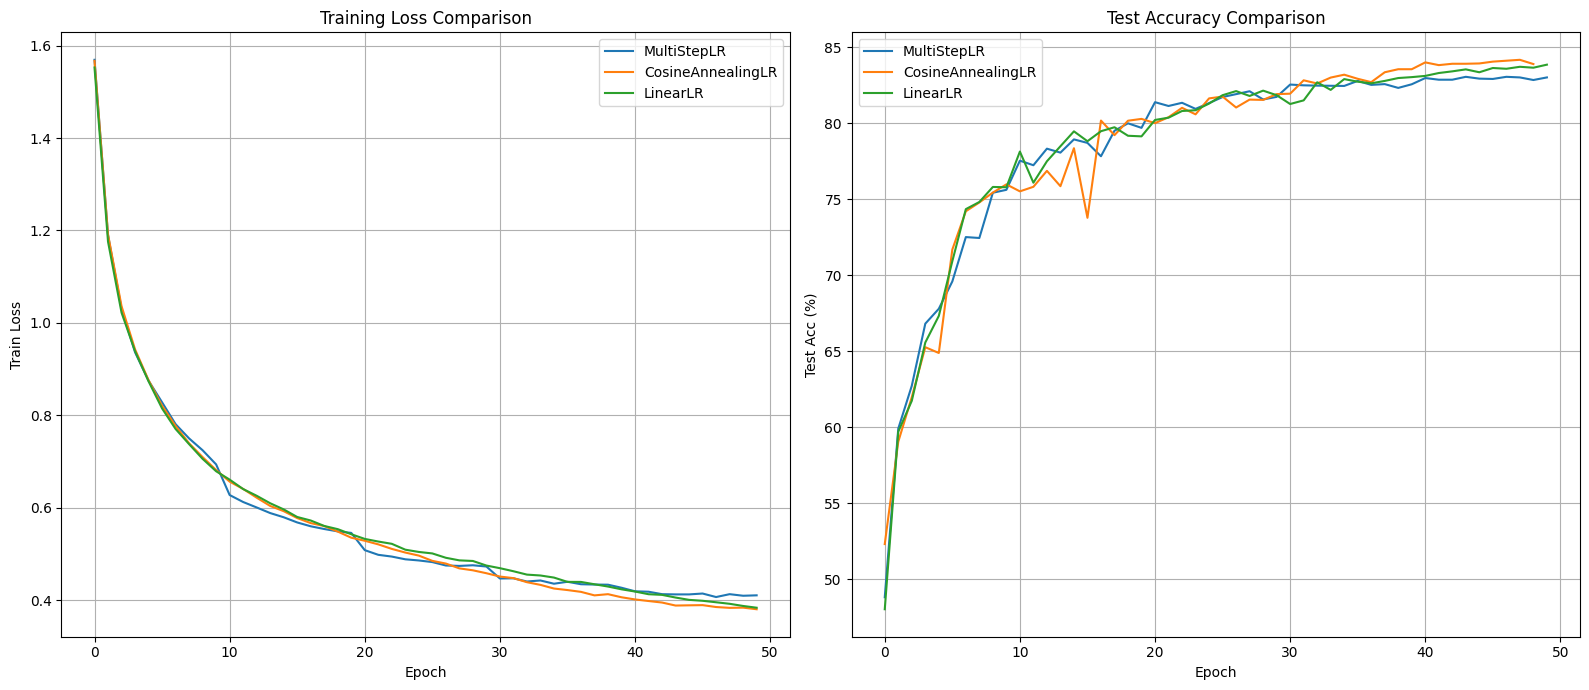 Training Loss Comparison
1.6
1.4
1.2
1.0
0.8
0.6
0.4
Train Loss
0 10 20 30 40 50
Epoch
MultiStepLR
CosineAnnealingLR
LinearLR
Test Accuracy Comparison
85
80
75
70
65
60
55
50
Test Acc (%)
0 10 20 30 40 50
Epoch
MultiStepLR
CosineAnnealingLR
LinearLR